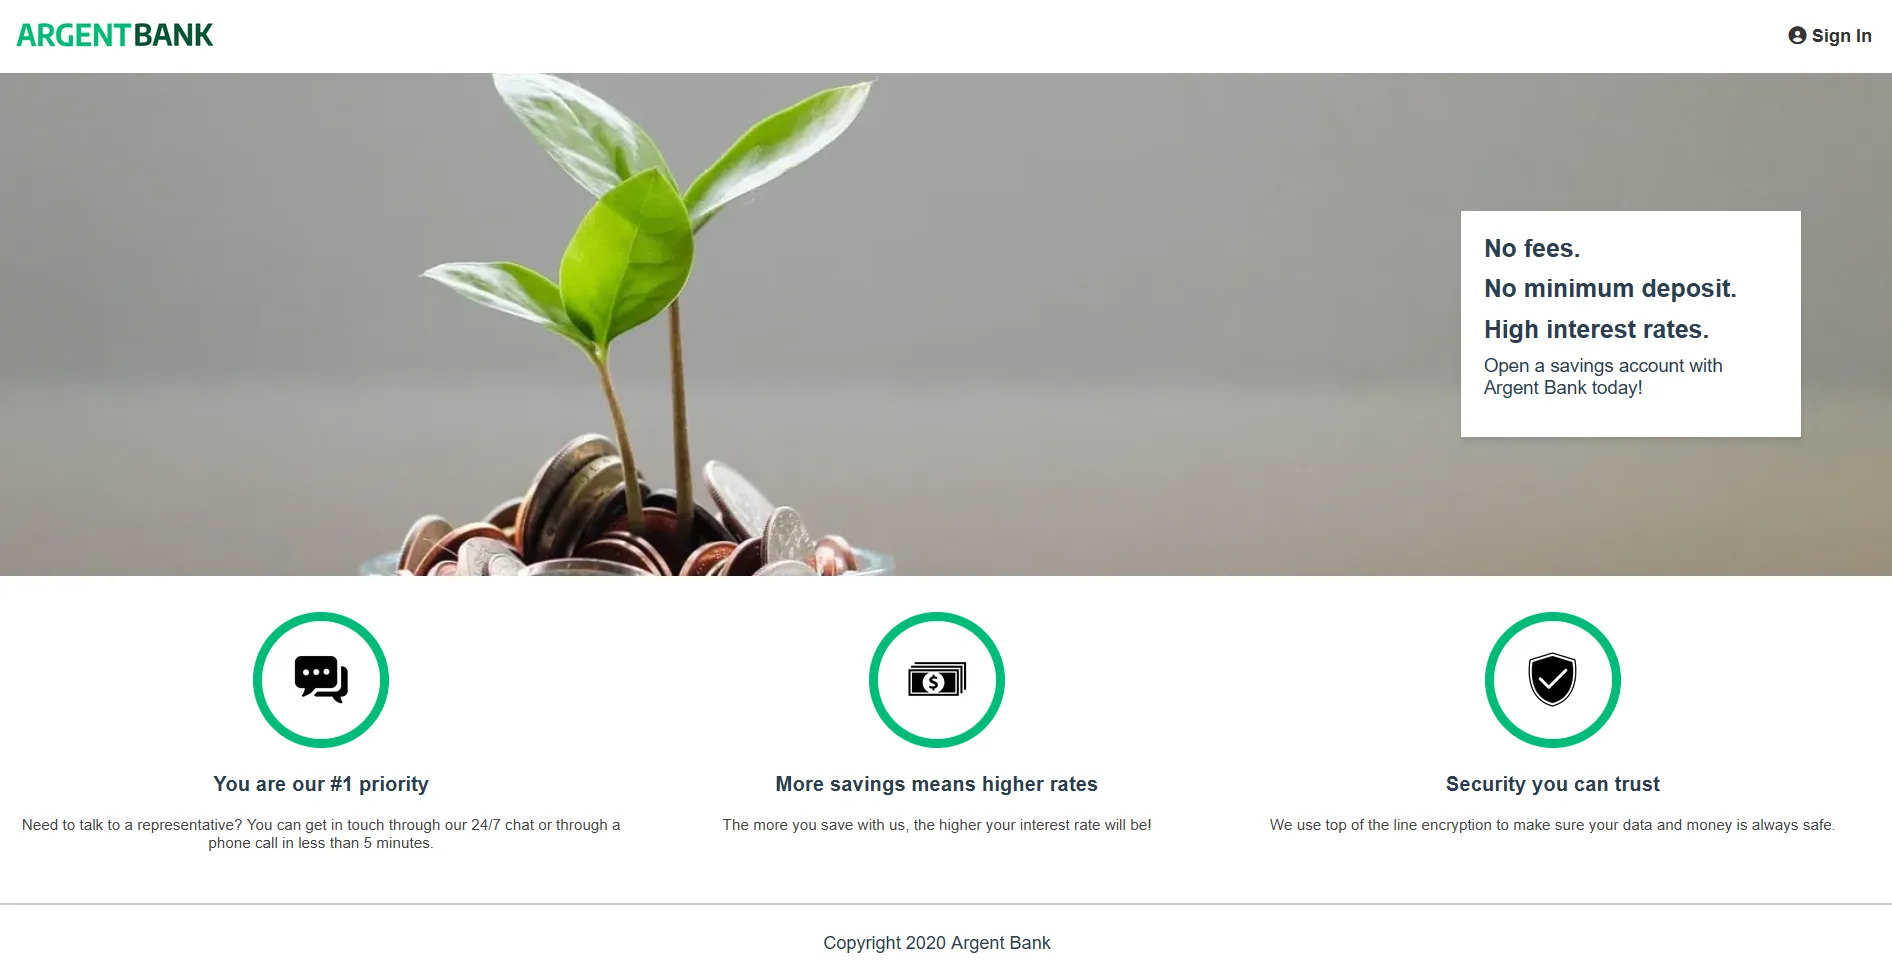 ARGENTBANK
Sign In
No fees.
No minimum deposit.
High interest rates.
Open a savings account with
Argent Bank today!
You are our #1 priority
Need to talk to a representative? You can get in touch through our 24/7 chat or through a
phone call in less than 5 minutes.
More savings means higher rates
The more you save with us, the higher your interest rate will be!
Security you can trust
We use top of the line encryption to make sure your data and money is always safe.
Copyright 2020 Argent Bank